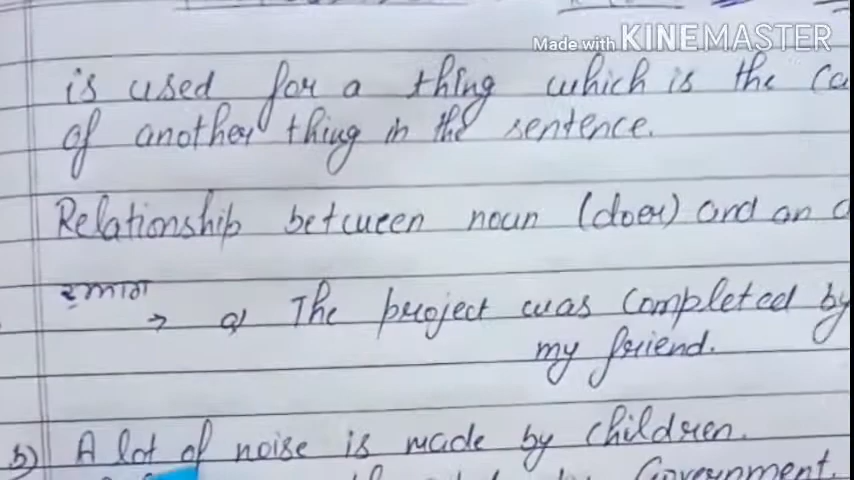 Made with KINEMASTER
is used for a thing which is the
of another thing in the sentence.
Relationship between noun (doer) and an
→ a) The project was completed by
my friend.
b) A lot of noise is made by children.
Government.